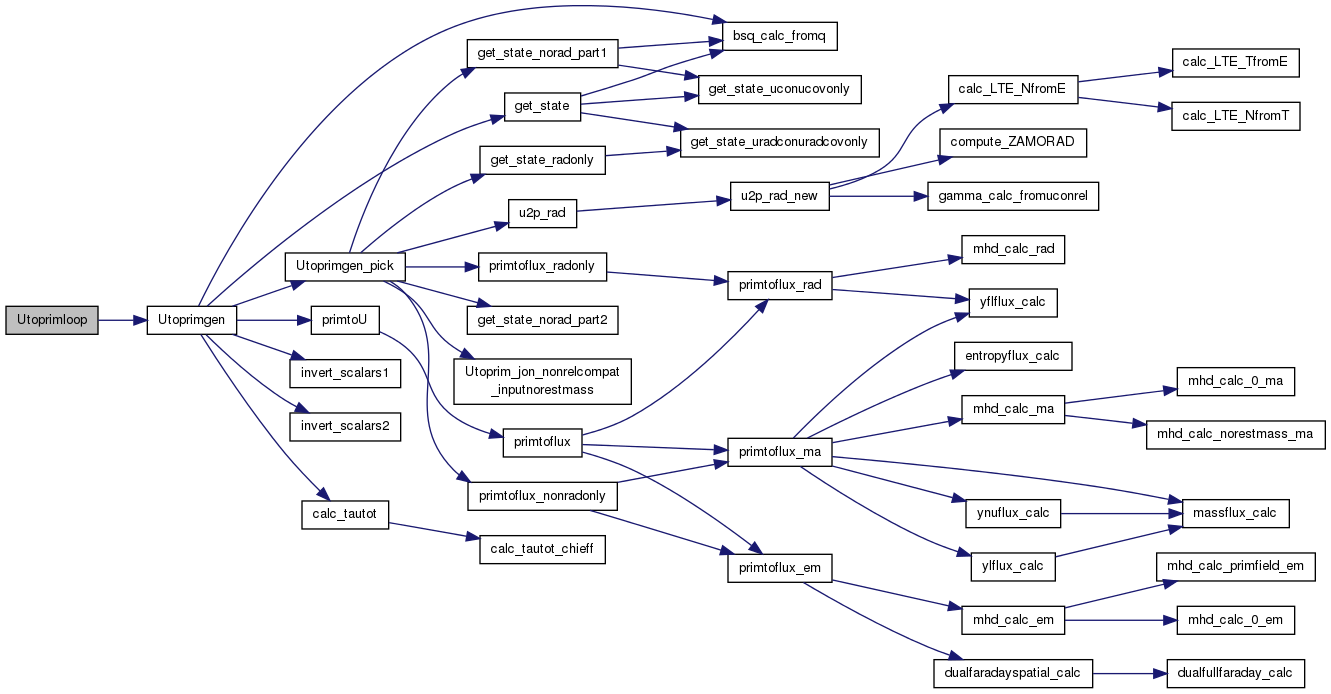 Utoprimloop
Utoprimgen
Utoprimgen_pick
primtoU
invert_scalars1
invert_scalars2
calc_tautot
get_state_norad_part1
get_state
get_state_radonly
u2p_rad
primtoflux_radonly
get_state_norad_part2
Utoprim_jon_nonrelcompat
_inputnorestmass
primtoflux
primtoflux_nonradonly
calc_tautot_chieff
bsq_calc_fromq
get_state_uconucovonly
get_state_uradconuradcovonly
u2p_rad_new
primtoflux_rad
primtoflux_ma
primtoflux_em
calc_LTE_NfromE
compute_ZAMORAD
gamma_calc_fromuconrel
mhd_calc_rad
yflflux_calc
entropyflux_calc
mhd_calc_ma
ynuflux_calc
ylflux_calc
mhd_calc_em
dualfaradayspatial_calc
calc_LTE_TfromE
calc_LTE_NfromT
mhd_calc_0_ma
mhd_calc_norestmass_ma
massflux_calc
mhd_calc_primfield_em
mhd_calc_0_em
dualfullfaraday_calc